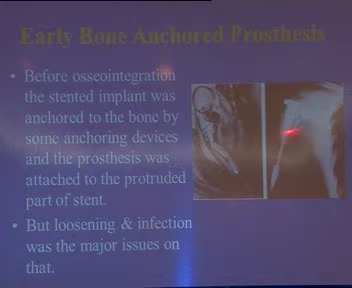 Early Bone Anchored Prosthesis
• Before osseointegration
the stented implant was
anchored to the bone by
some anchoring devices
and the prosthesis was
attached to the protruded
part of stent.
• But loosening & infection
was the major issues on
that.